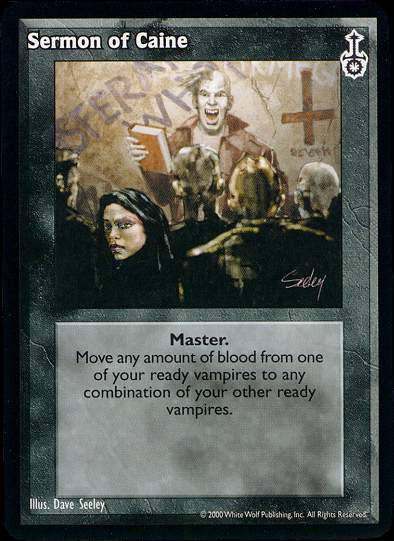 Sermon of Caine
Seeley
Master.
Move any amount of blood from one
of your ready vampires to any
combination of your other ready
vampires.
Illus. Dave Seeley
© 2000 White Wolf Publishing, Inc. All Rights Reserved.